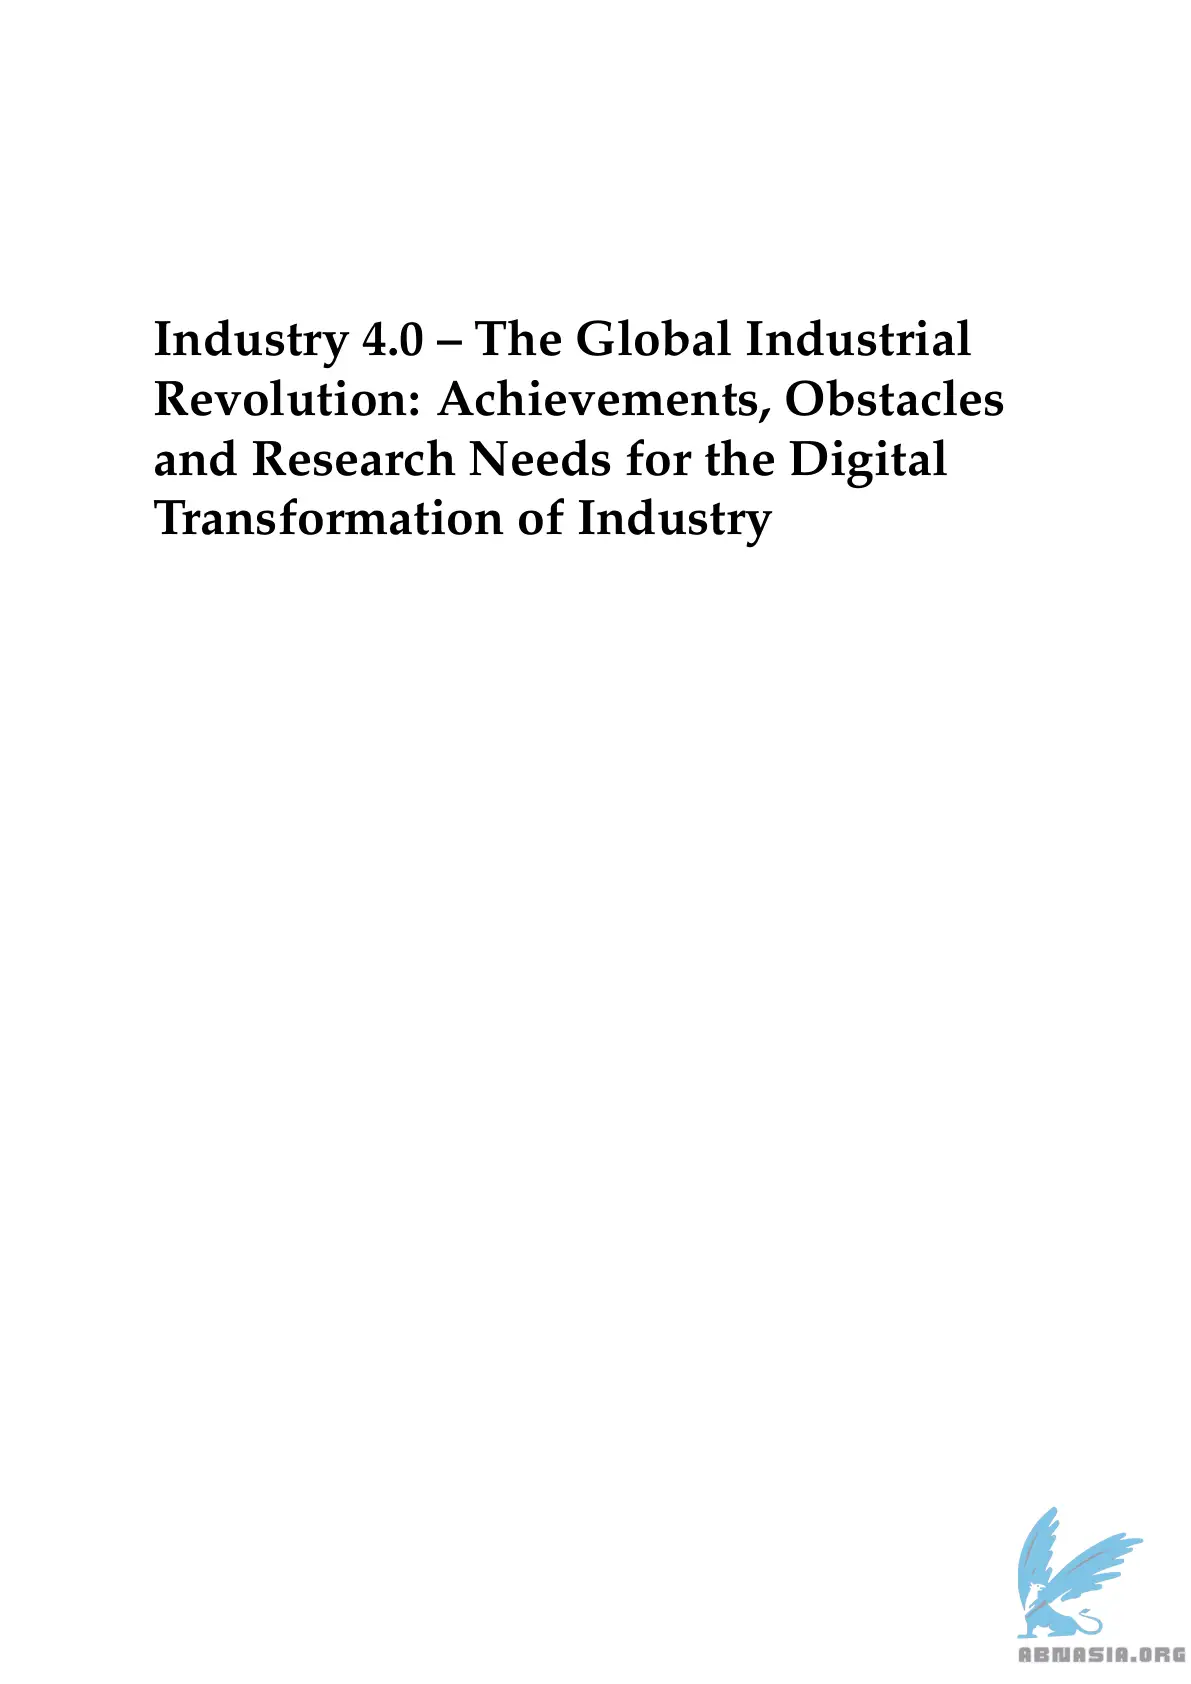 Industry 4.0 – The Global Industrial
Revolution: Achievements, Obstacles
and Research Needs for the Digital
Transformation of Industry
ABNASIA.ORG